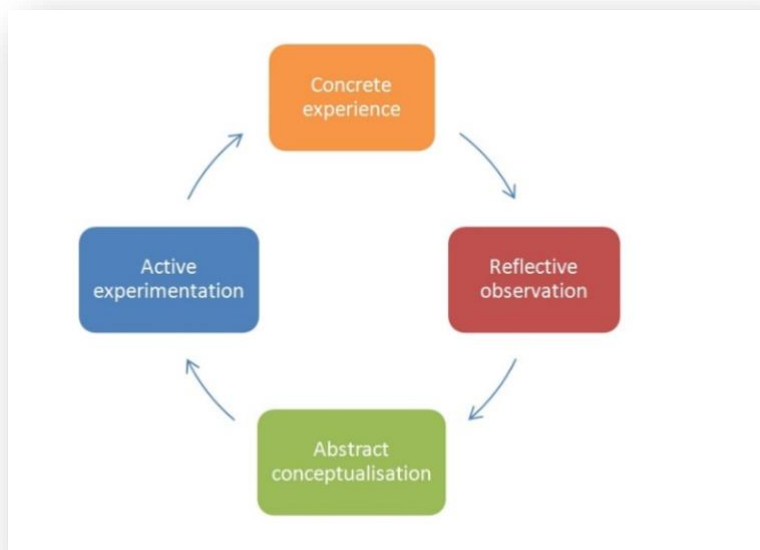 Concrete
experience
Reflective
observation
Abstract
conceptualisation
Active
experimentation